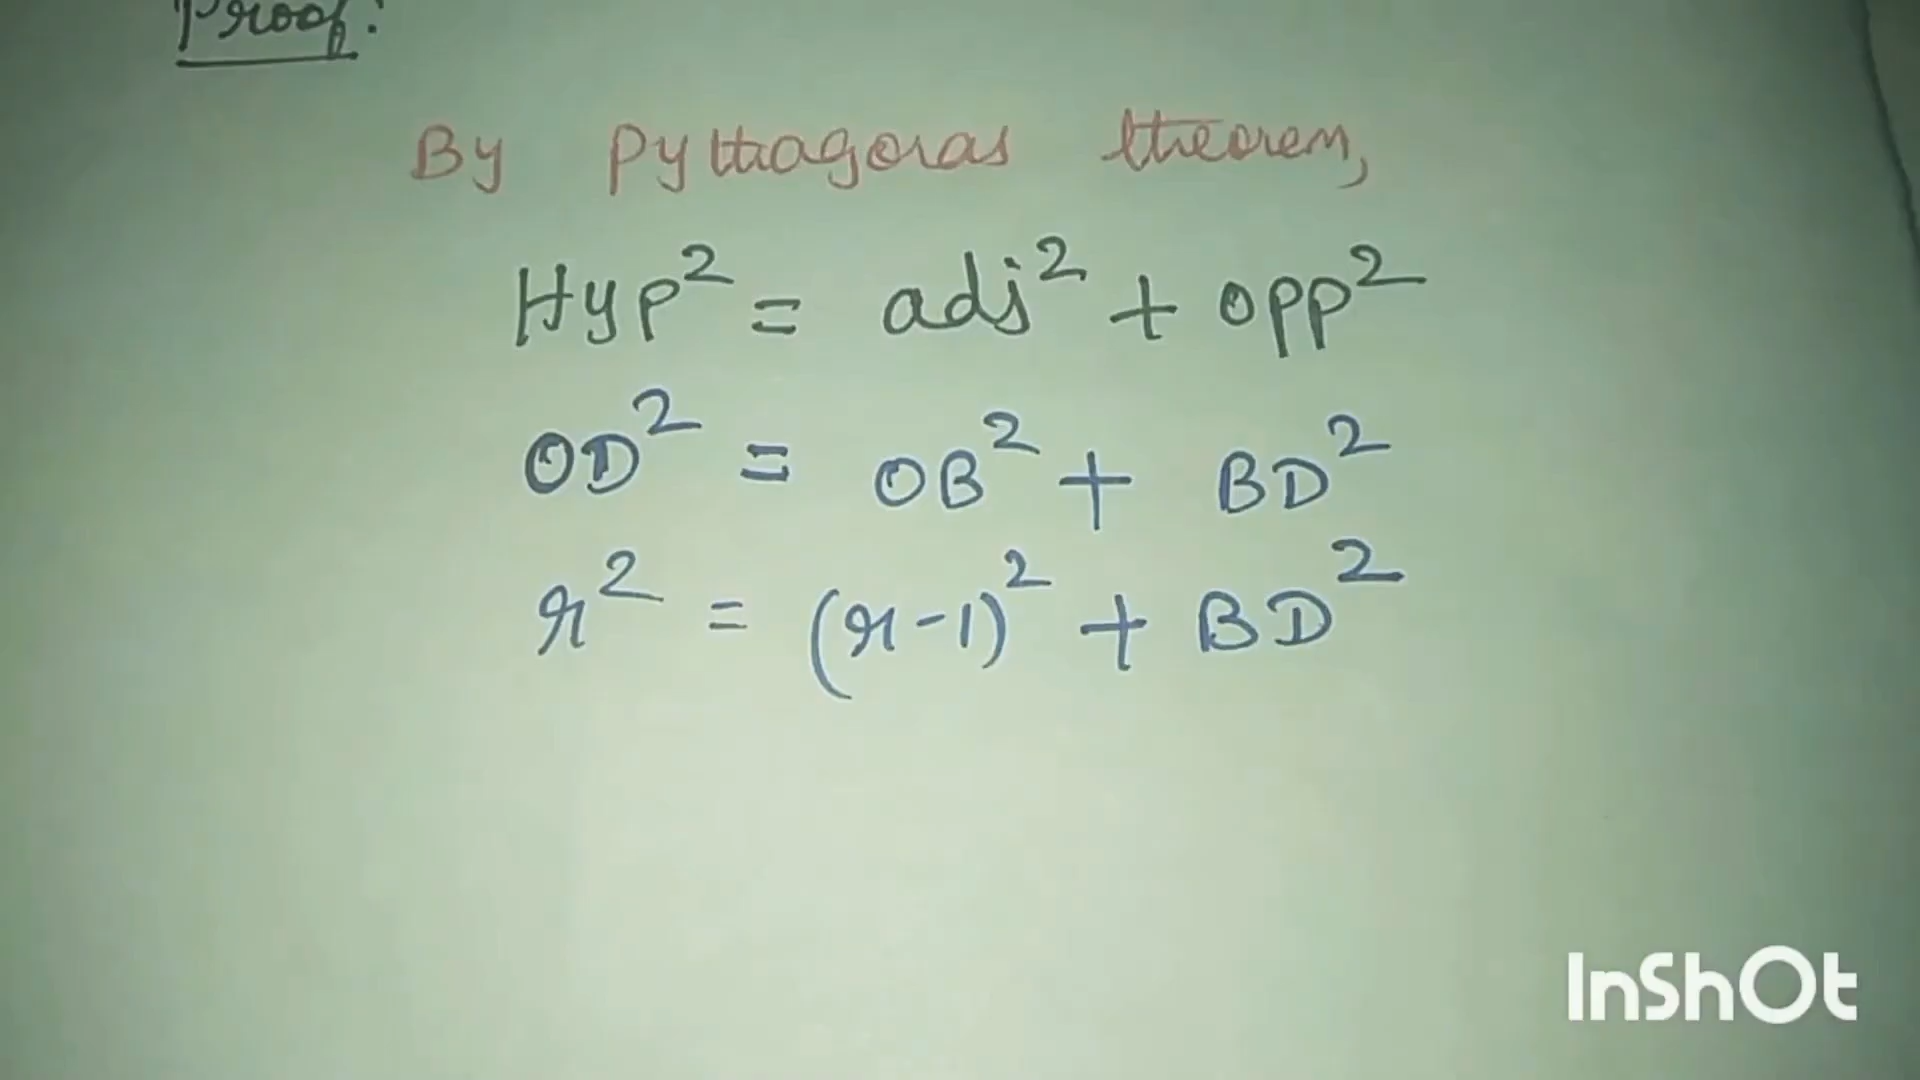 Proof:
By Pythagoras theorem,
Hyp² = adj² + opp²
OD² = OB² + BD²
r² = (r-1)² + BD²
InShOt